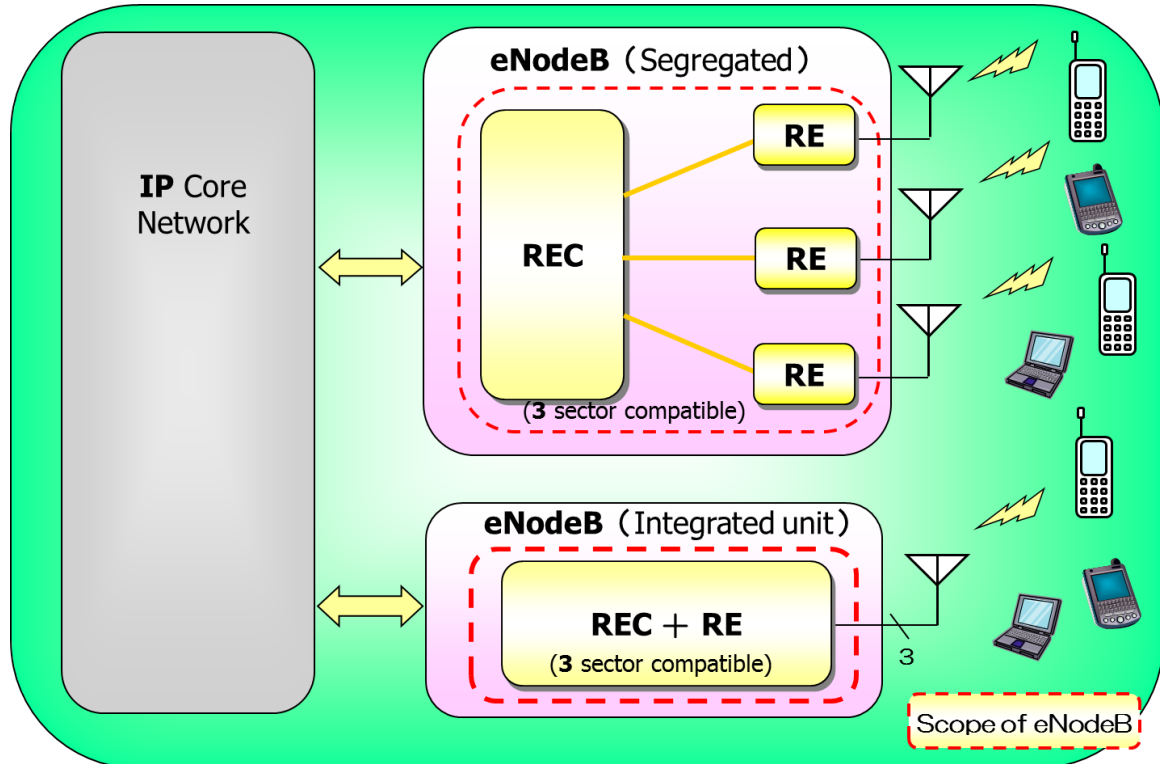 IP Core
Network
eNodeB（Segregated）
REC
RE
RE
RE
(3 sector compatible)
eNodeB（Integrated unit）
REC＋RE
(3 sector compatible)
3
Scope of eNodeB